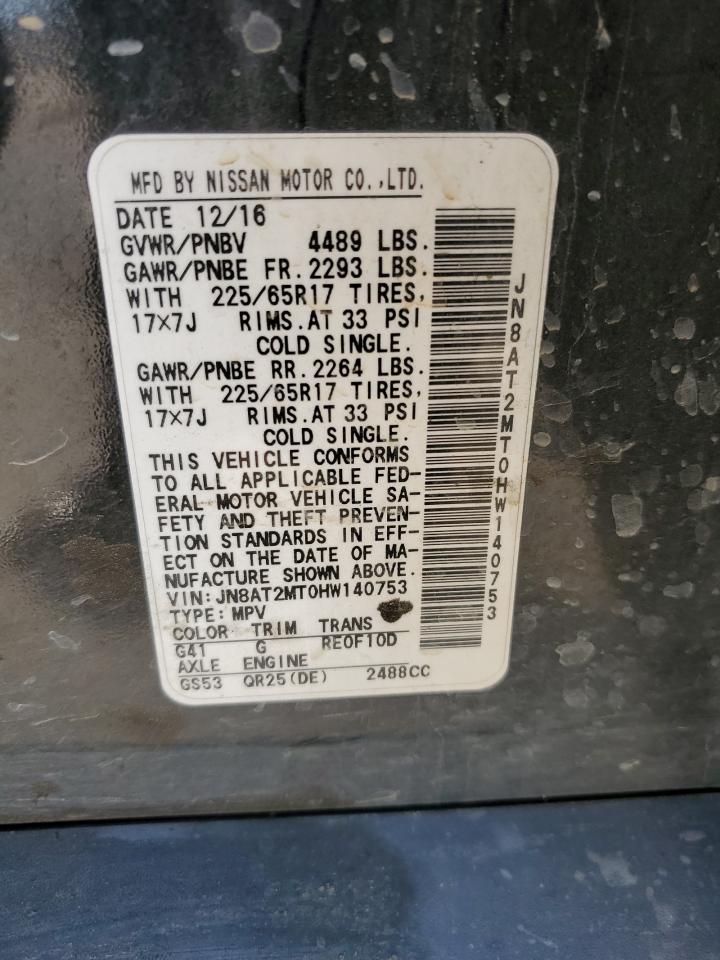 MFD BY NISSAN MOTOR CO.,LTD.
DATE 12/16
GVWR/PNBV 4489 LBS.
GAWR/PNBE FR.2293 LBS.
WITH 225/65R17 TIRES,
17×7J RIMS.AT 33 PSI
COLD SINGLE.
GAWR/PNBE RR.2264 LBS.
WITH 225/65R17 TIRES,
17×7J RIMS.AT 33 PSI
COLD SINGLE.
THIS VEHICLE CONFORMS
TO ALL APPLICABLE FED-
ERAL MOTOR VEHICLE SA-
FETY AND THEFT PREVEN-
TION STANDARDS IN EFF-
ECT ON THE DATE OF MA-
NUFACTURE SHOWN ABOVE.
VIN:JN8AT2MT0HW140753
TYPE:MPV
COLOR TRIM TRANS
G41 G RE0F10D
AXLE ENGINE
GS53 QR25(DE) 2488CC
JN8AT2MT0HW140753